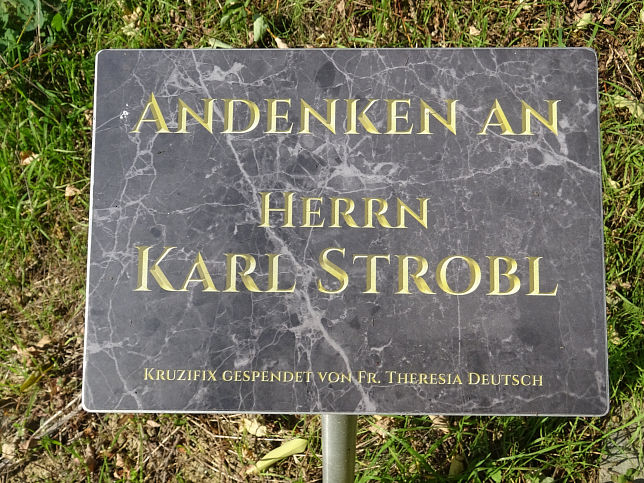 Andenken an
Herrn
Karl Strobl
Kruzifix gespendet von Fr. Theresia Deutsch